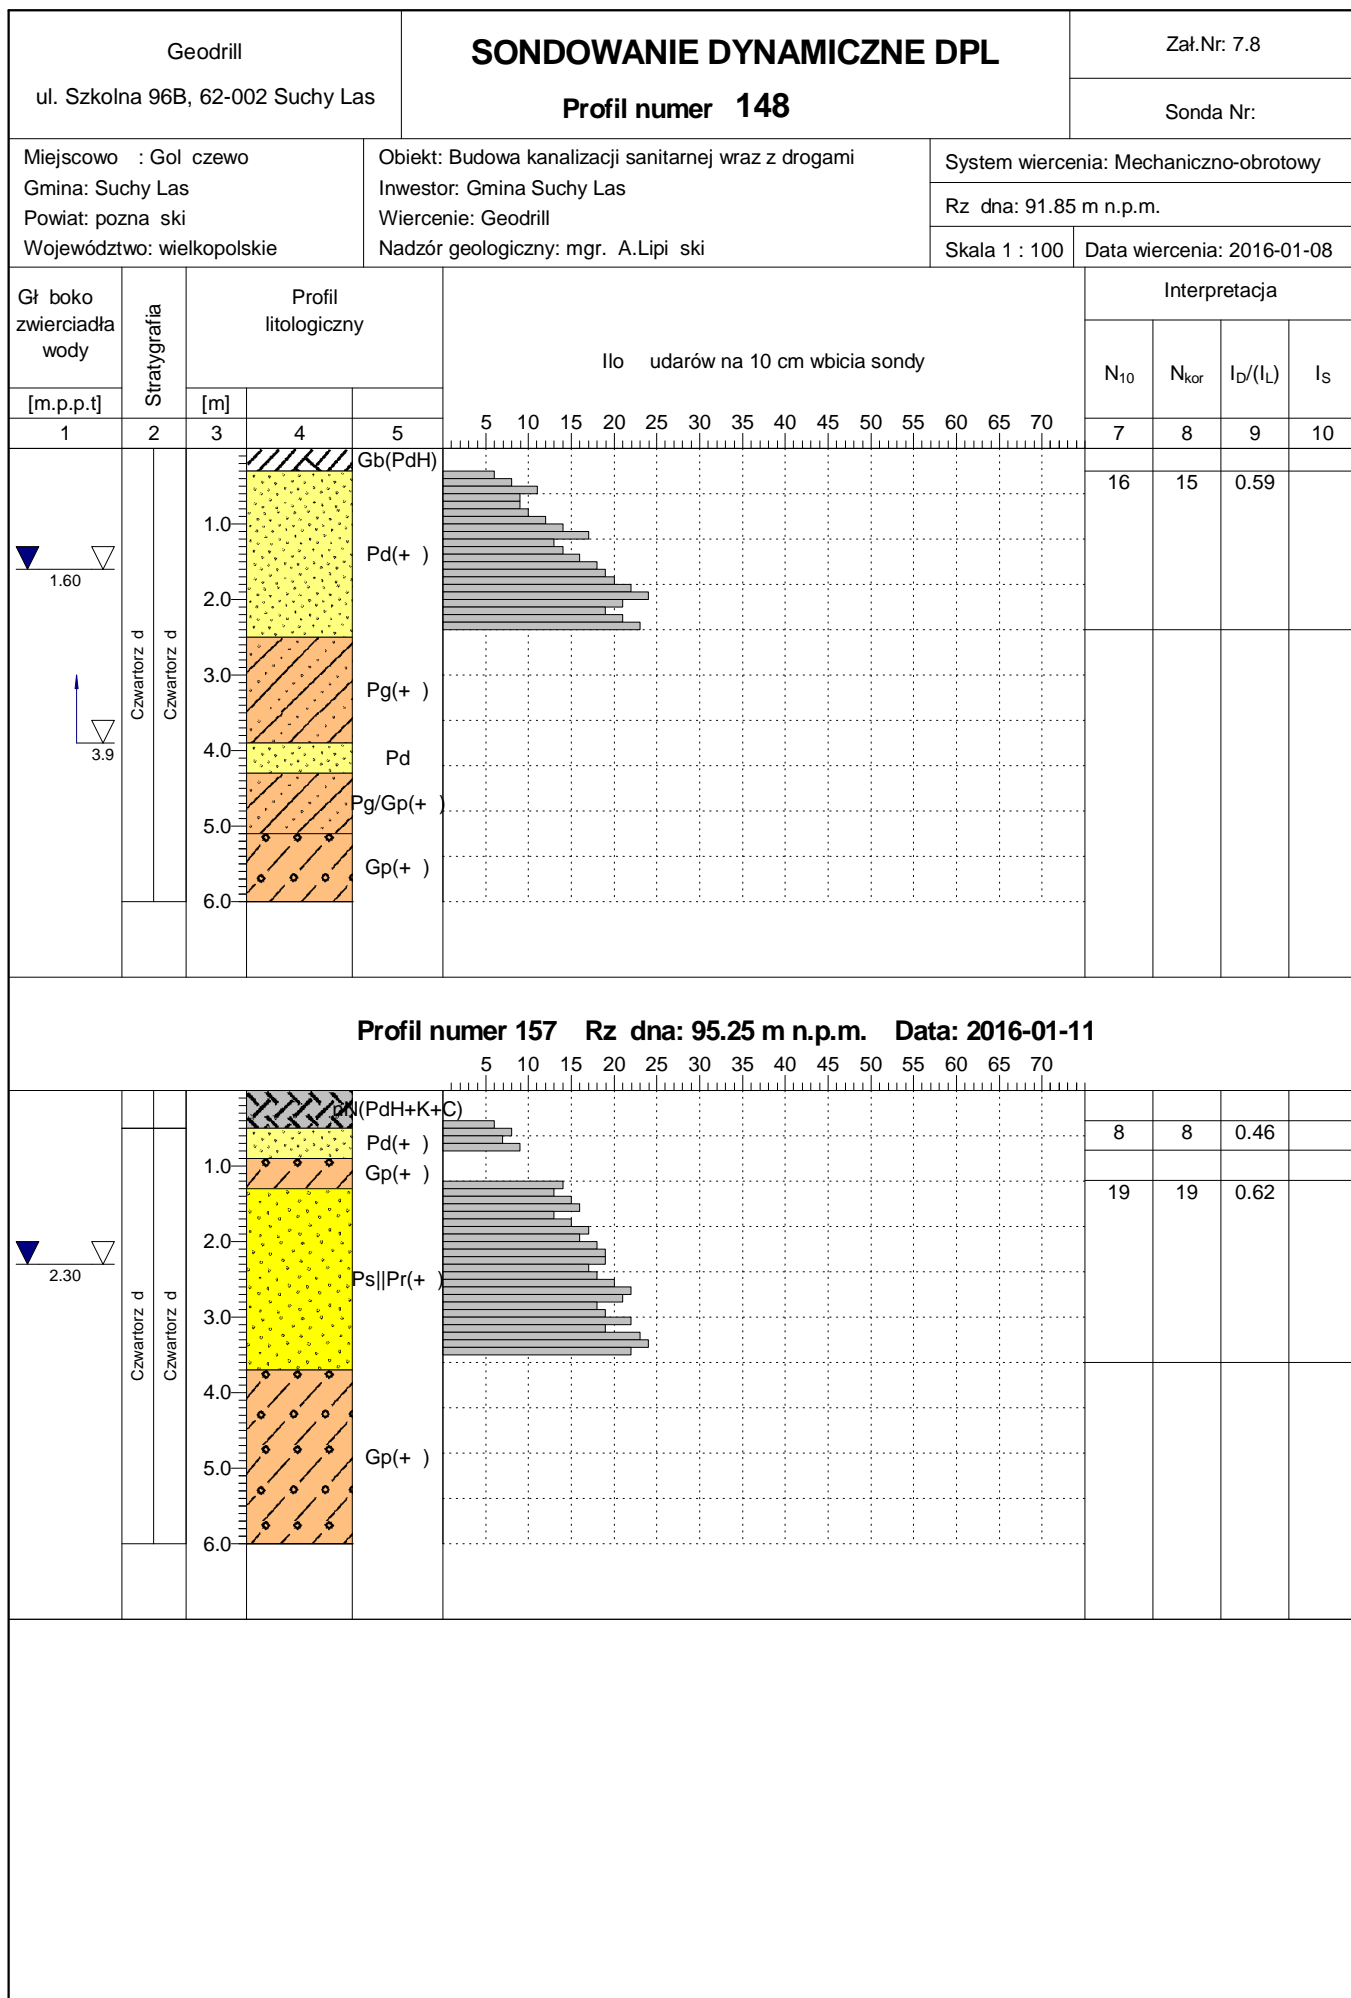 Geodrill
ul. Szkolna 96B, 62-002 Suchy Las
SONDOWANIE DYNAMICZNE DPL
Profil numer 148
Zał.Nr: 7.8
Sonda Nr:
Miejscowo : Gol czewo
Gmina: Suchy Las
Powiat: pozna ski
Województwo: wielkopolskie
Obiekt: Budowa kanalizacji sanitarnej wraz z drogami
Inwestor: Gmina Suchy Las
Wiercenie: Geodrill
Nadzór geologiczny: mgr. A.Lipi ski
System wiercenia: Mechaniczno-obrotowy
Rz dna: 91.85 m n.p.m.
Skala 1 : 100
Data wiercenia: 2016-01-08
Gł boko
zwierciadła
wody
[m.p.p.t]
Stratygrafia
Profil
litologiczny
[m]
Ilo udarów na 10 cm wbicia sondy
Interpretacja
N10 Nkor ID/(IL) IS
5 10 15 20 25 30 35 40 45 50 55 60 65 70
1 2 3 4 5 7 8 9 10
Gb(PdH)
16 15 0.59
1.0
Pd(+ )
1.60
2.0
Czwartorz d
Czwartorz d
3.0
Pg(+ )
3.9
4.0
Pd
Pg/Gp(+ )
5.0
Gp(+ )
6.0
Profil numer 157 Rz dna: 95.25 m n.p.m. Data: 2016-01-11
5 10 15 20 25 30 35 40 45 50 55 60 65 70
nN(PdH+K+C)
8 8 0.46
Pd(+ )
1.0
Gp(+ )
19 19 0.62
2.0
2.30
Ps||Pr(+ )
Czwartorz d
Czwartorz d
3.0
4.0
Gp(+ )
5.0
6.0